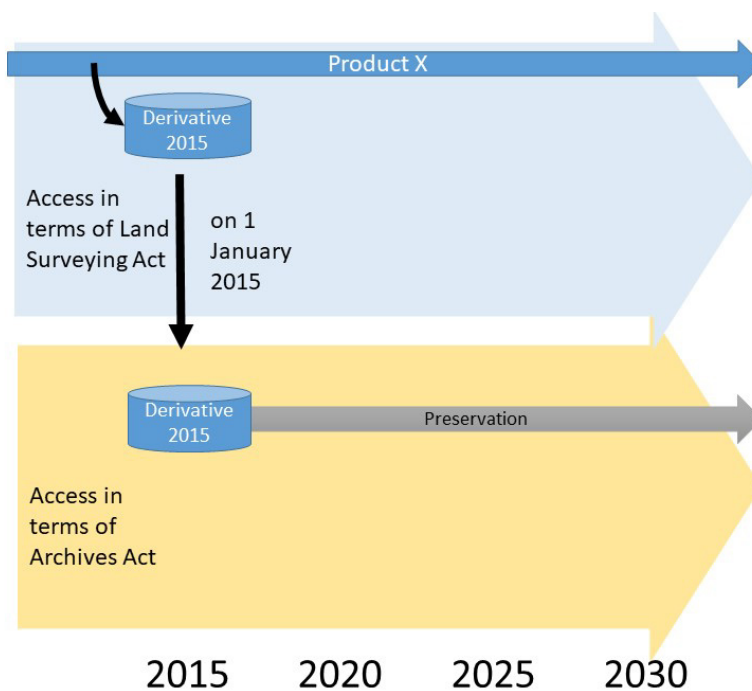 Product X
Derivative
2015
Access in
terms of Land
Surveying Act
on 1
January
2015
Derivative
2015
Preservation
Access in
terms of
Archives Act
2015 2020 2025 2030